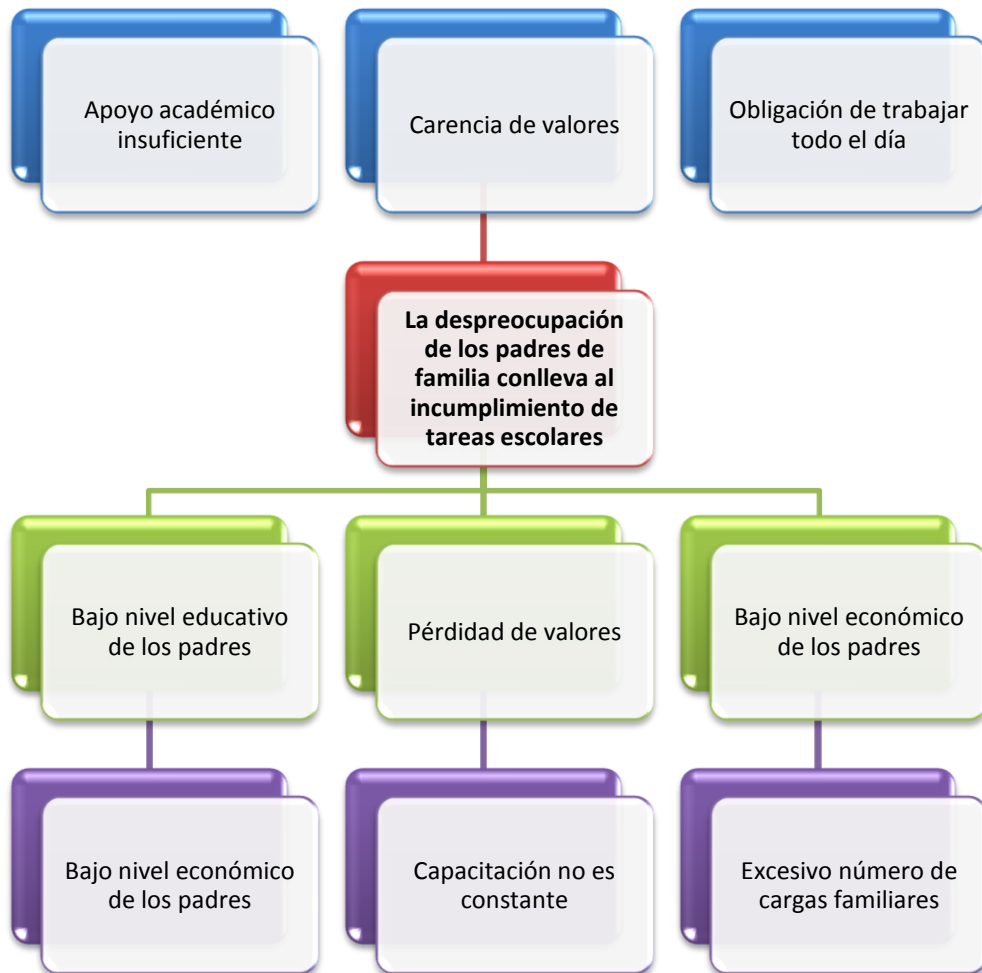 Apoyo académico
insuficiente
Carencia de valores
Obligación de trabajar
todo el día
La despreocupación
de los padres de
familia conlleva al
incumplimiento de
tareas escolares
Bajo nivel educativo
de los padres
Pérdidad de valores
Bajo nivel económico
de los padres
Bajo nivel económico
de los padres
Capacitación no es
constante
Excesivo número de
cargas familiares